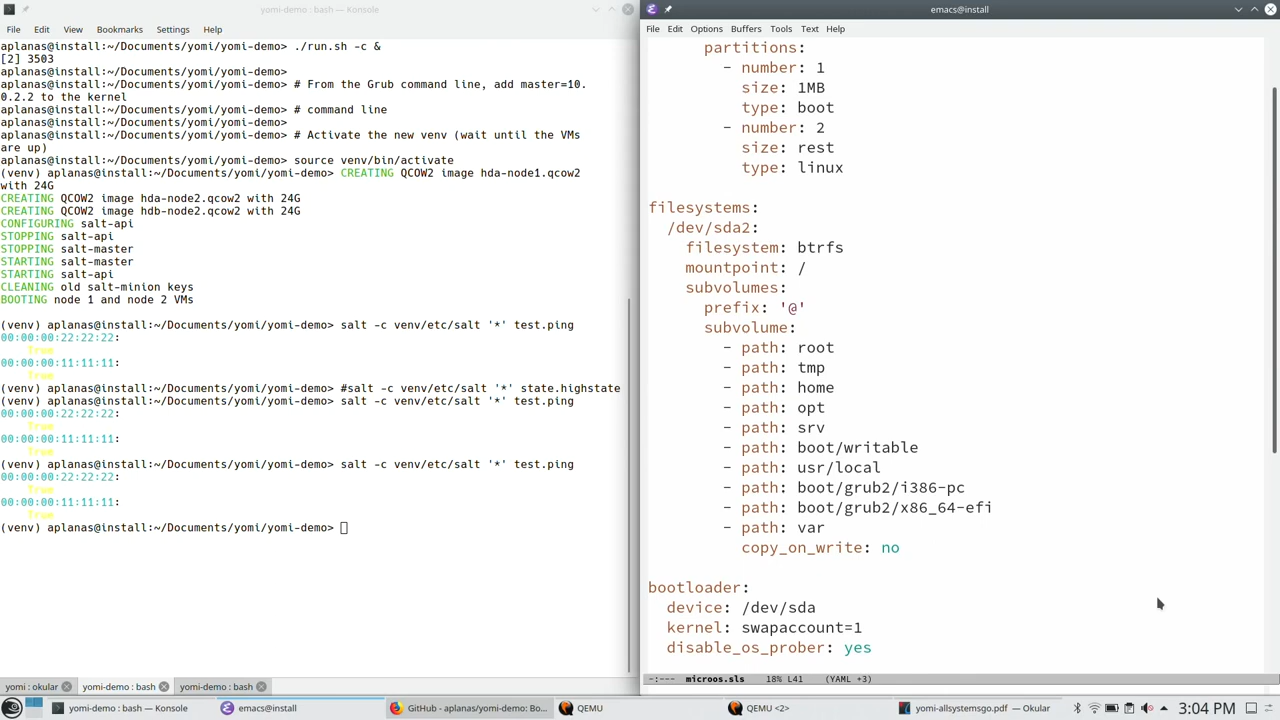 yomi-demo : bash — Konsole
File Edit View Bookmarks Settings Help
aplanas@install:~/Documents/yomi/yomi-demo> ./run.sh -c &
[2] 3503
aplanas@install:~/Documents/yomi/yomi-demo>
aplanas@install:~/Documents/yomi/yomi-demo> # From the Grub command line, add master=10.
0.2.2 to the kernel
aplanas@install:~/Documents/yomi/yomi-demo> # command line
aplanas@install:~/Documents/yomi/yomi-demo>
aplanas@install:~/Documents/yomi/yomi-demo> # Activate the new venv (wait until the VMs
are up)
aplanas@install:~/Documents/yomi/yomi-demo> source venv/bin/activate
(venv) aplanas@install:~/Documents/yomi/yomi-demo> CREATING QCOW2 image hda-node1.qcow2
with 24G
CREATING QCOW2 image hda-node2.qcow2 with 24G
CREATING QCOW2 image hdb-node2.qcow2 with 24G
CONFIGURING salt-api
STOPPING salt-api
STOPPING salt-master
STARTING salt-master
STARTING salt-api
CLEANING old salt-minion keys
BOOTING node 1 and node 2 VMs
(venv) aplanas@install:~/Documents/yomi/yomi-demo> salt -c venv/etc/salt '*' test.ping
00:00:00:22:22:22:
True
00:00:00:11:11:11:
True
(venv) aplanas@install:~/Documents/yomi/yomi-demo> #salt -c venv/etc/salt '*' state.highstate
(venv) aplanas@install:~/Documents/yomi/yomi-demo> salt -c venv/etc/salt '*' test.ping
00:00:00:22:22:22:
True
00:00:00:11:11:11:
True
(venv) aplanas@install:~/Documents/yomi/yomi-demo> salt -c venv/etc/salt '*' test.ping
00:00:00:22:22:22:
True
00:00:00:11:11:11:
True
(venv) aplanas@install:~/Documents/yomi/yomi-demo>
yomi : okular yomi-demo : bash yomi-demo : bash
emacs@install
File Edit Options Buffers Tools Text Help
partitions:
- number: 1
size: 1MB
type: boot
- number: 2
size: rest
type: linux
filesystems:
/dev/sda2:
filesystem: btrfs
mountpoint: /
subvolumes:
prefix: '@'
subvolume:
- path: root
- path: tmp
- path: home
- path: opt
- path: srv
- path: boot/writable
- path: usr/local
- path: boot/grub2/i386-pc
- path: boot/grub2/x86_64-efi
- path: var
copy_on_write: no
bootloader:
device: /dev/sda
kernel: swapaccount=1
disable_os_prober: yes
-:--- microos.sls 18% L41 (YAML +3)
yomi-demo : bash — Konsole emacs@install GitHub - aplanas/yomi-demo: Bo... QEMU QEMU <2> yomi-allsystemsgo.pdf — Okular 3:04 PM